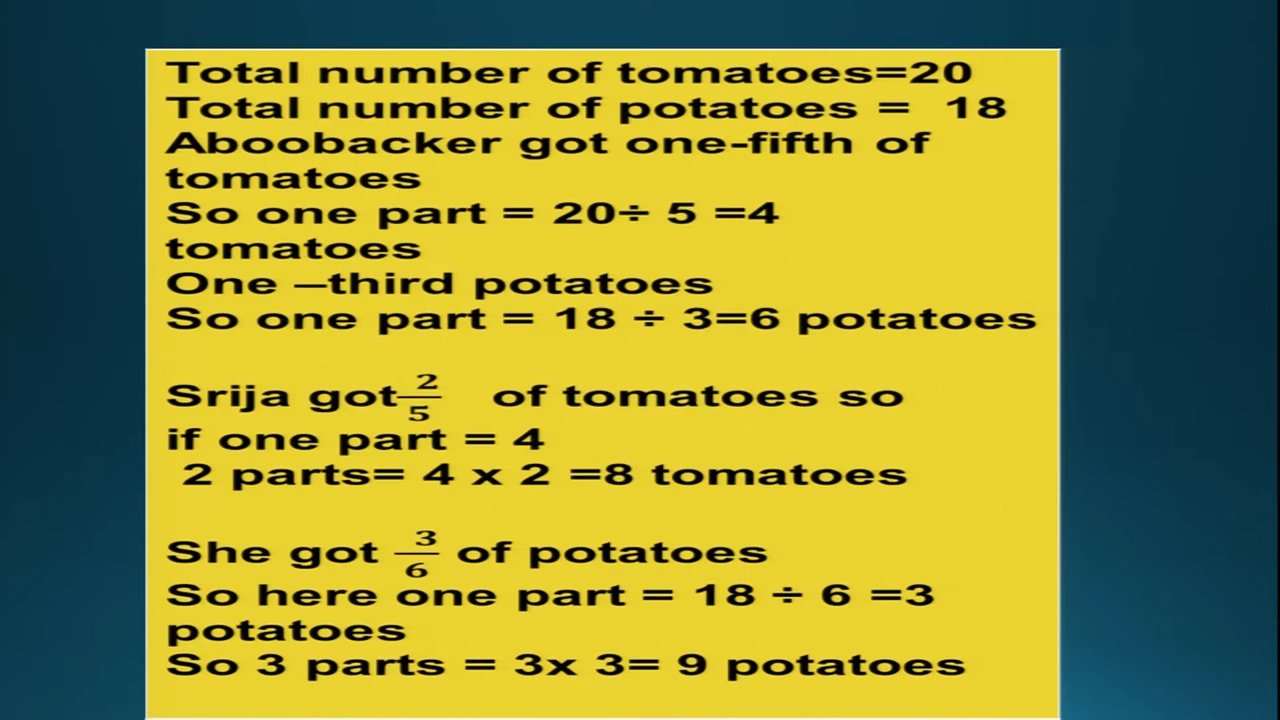 Total number of tomatoes=20
Total number of potatoes = 18
Aboobacker got one-fifth of
tomatoes
So one part = 20÷ 5 =4
tomatoes
One –third potatoes
So one part = 18 ÷ 3=6 potatoes
Srija got 2/5 of tomatoes so
if one part = 4
2 parts= 4 x 2 =8 tomatoes
She got 3/6 of potatoes
So here one part = 18 ÷ 6 =3
potatoes
So 3 parts = 3x 3= 9 potatoes